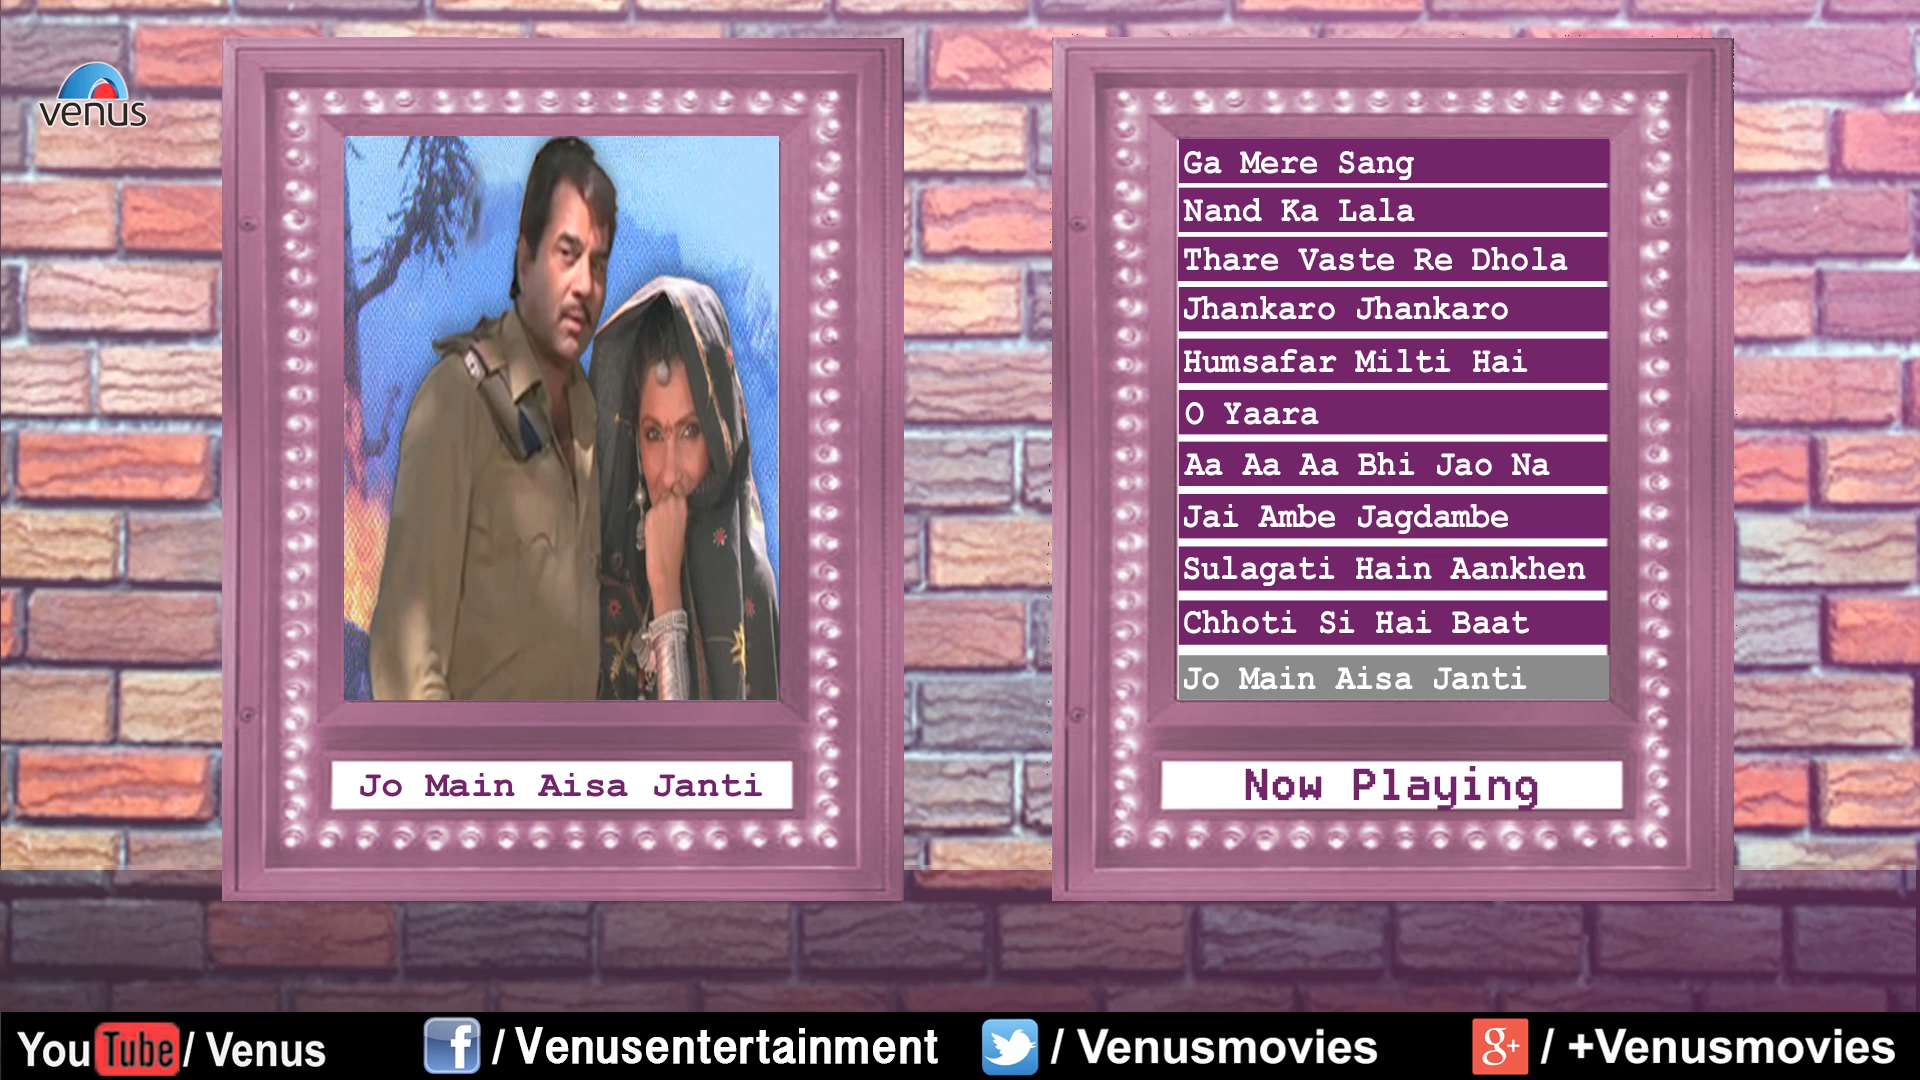 venus
Jo Main Aisa Janti
Ga Mere Sang
Nand Ka Lala
Thare Vaste Re Dhola
Jhankaro Jhankaro
Humsafar Milti Hai
O Yaara
Aa Aa Aa Bhi Jao Na
Jai Ambe Jagdambe
Sulagati Hain Aankhen
Chhoti Si Hai Baat
Jo Main Aisa Janti
Now Playing
You Tube / Venus
f / Venusentertainment
/ Venusmovies
g+ / +Venusmovies